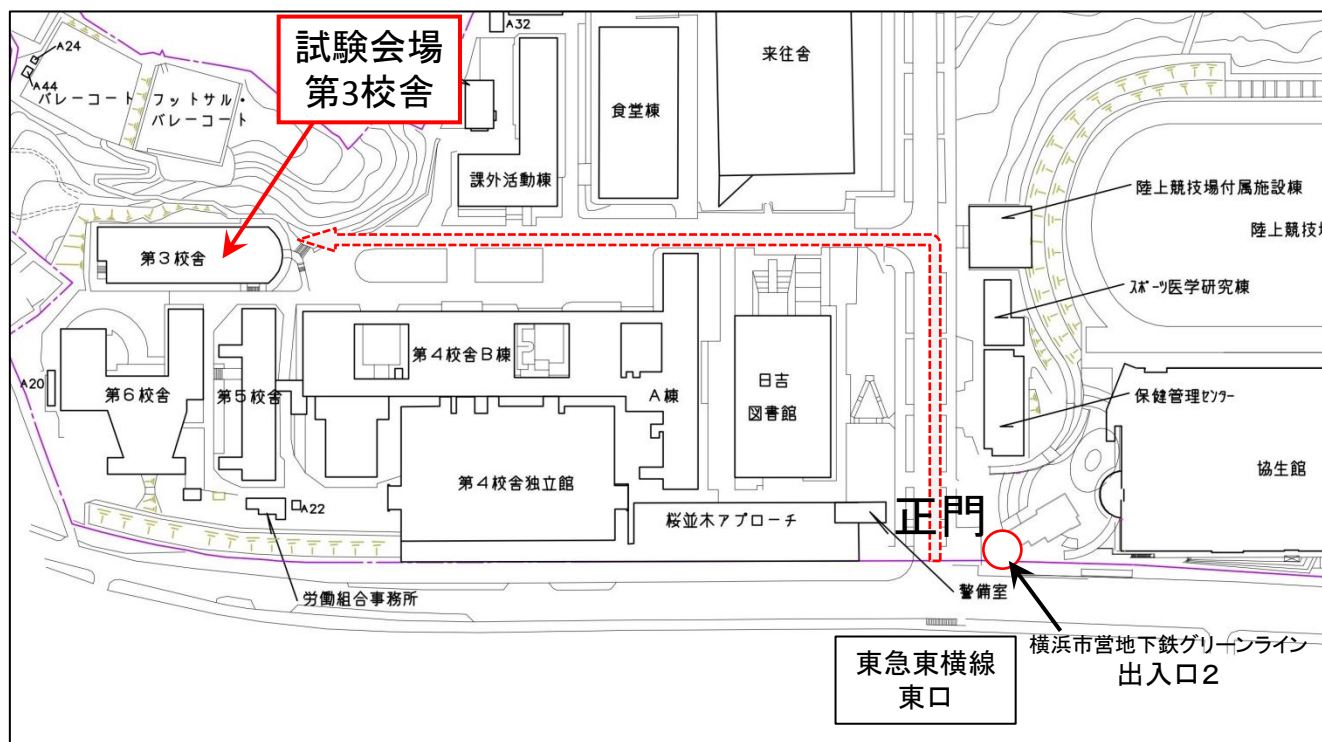 A32
A24
A44
バレーコート
フットサル・
バレーコート
試験会場
第3校舎
来往舎
食堂棟
課外活動棟
陸上競技場付属施設棟
陸上競技場
第3校舎
スポーツ医学研究棟
第4校舎B棟
A棟
日吉
図書館
A20
第6校舎
第5校舎
保健管理センター
協生館
第4校舎独立館
A22
桜並木アプローチ
正門
労働組合事務所
警備室
東急東横線
東口
横浜市営地下鉄グリーンライン
出入口2